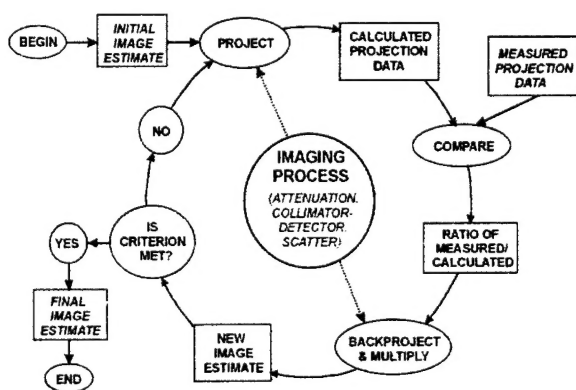 BEGIN
INITIAL
IMAGE
ESTIMATE
PROJECT
CALCULATED
PROJECTION
DATA
MEASURED
PROJECTION
DATA
COMPARE
RATIO OF
MEASURED/
CALCULATED
BACKPROJECT
& MULTIPLY
NEW
IMAGE
ESTIMATE
IS
CRITERION
MET?
NO
YES
FINAL
IMAGE
ESTIMATE
END
IMAGING
PROCESS
(ATTENUATION.
COLLIMATOR-
DETECTOR.
SCATTER)